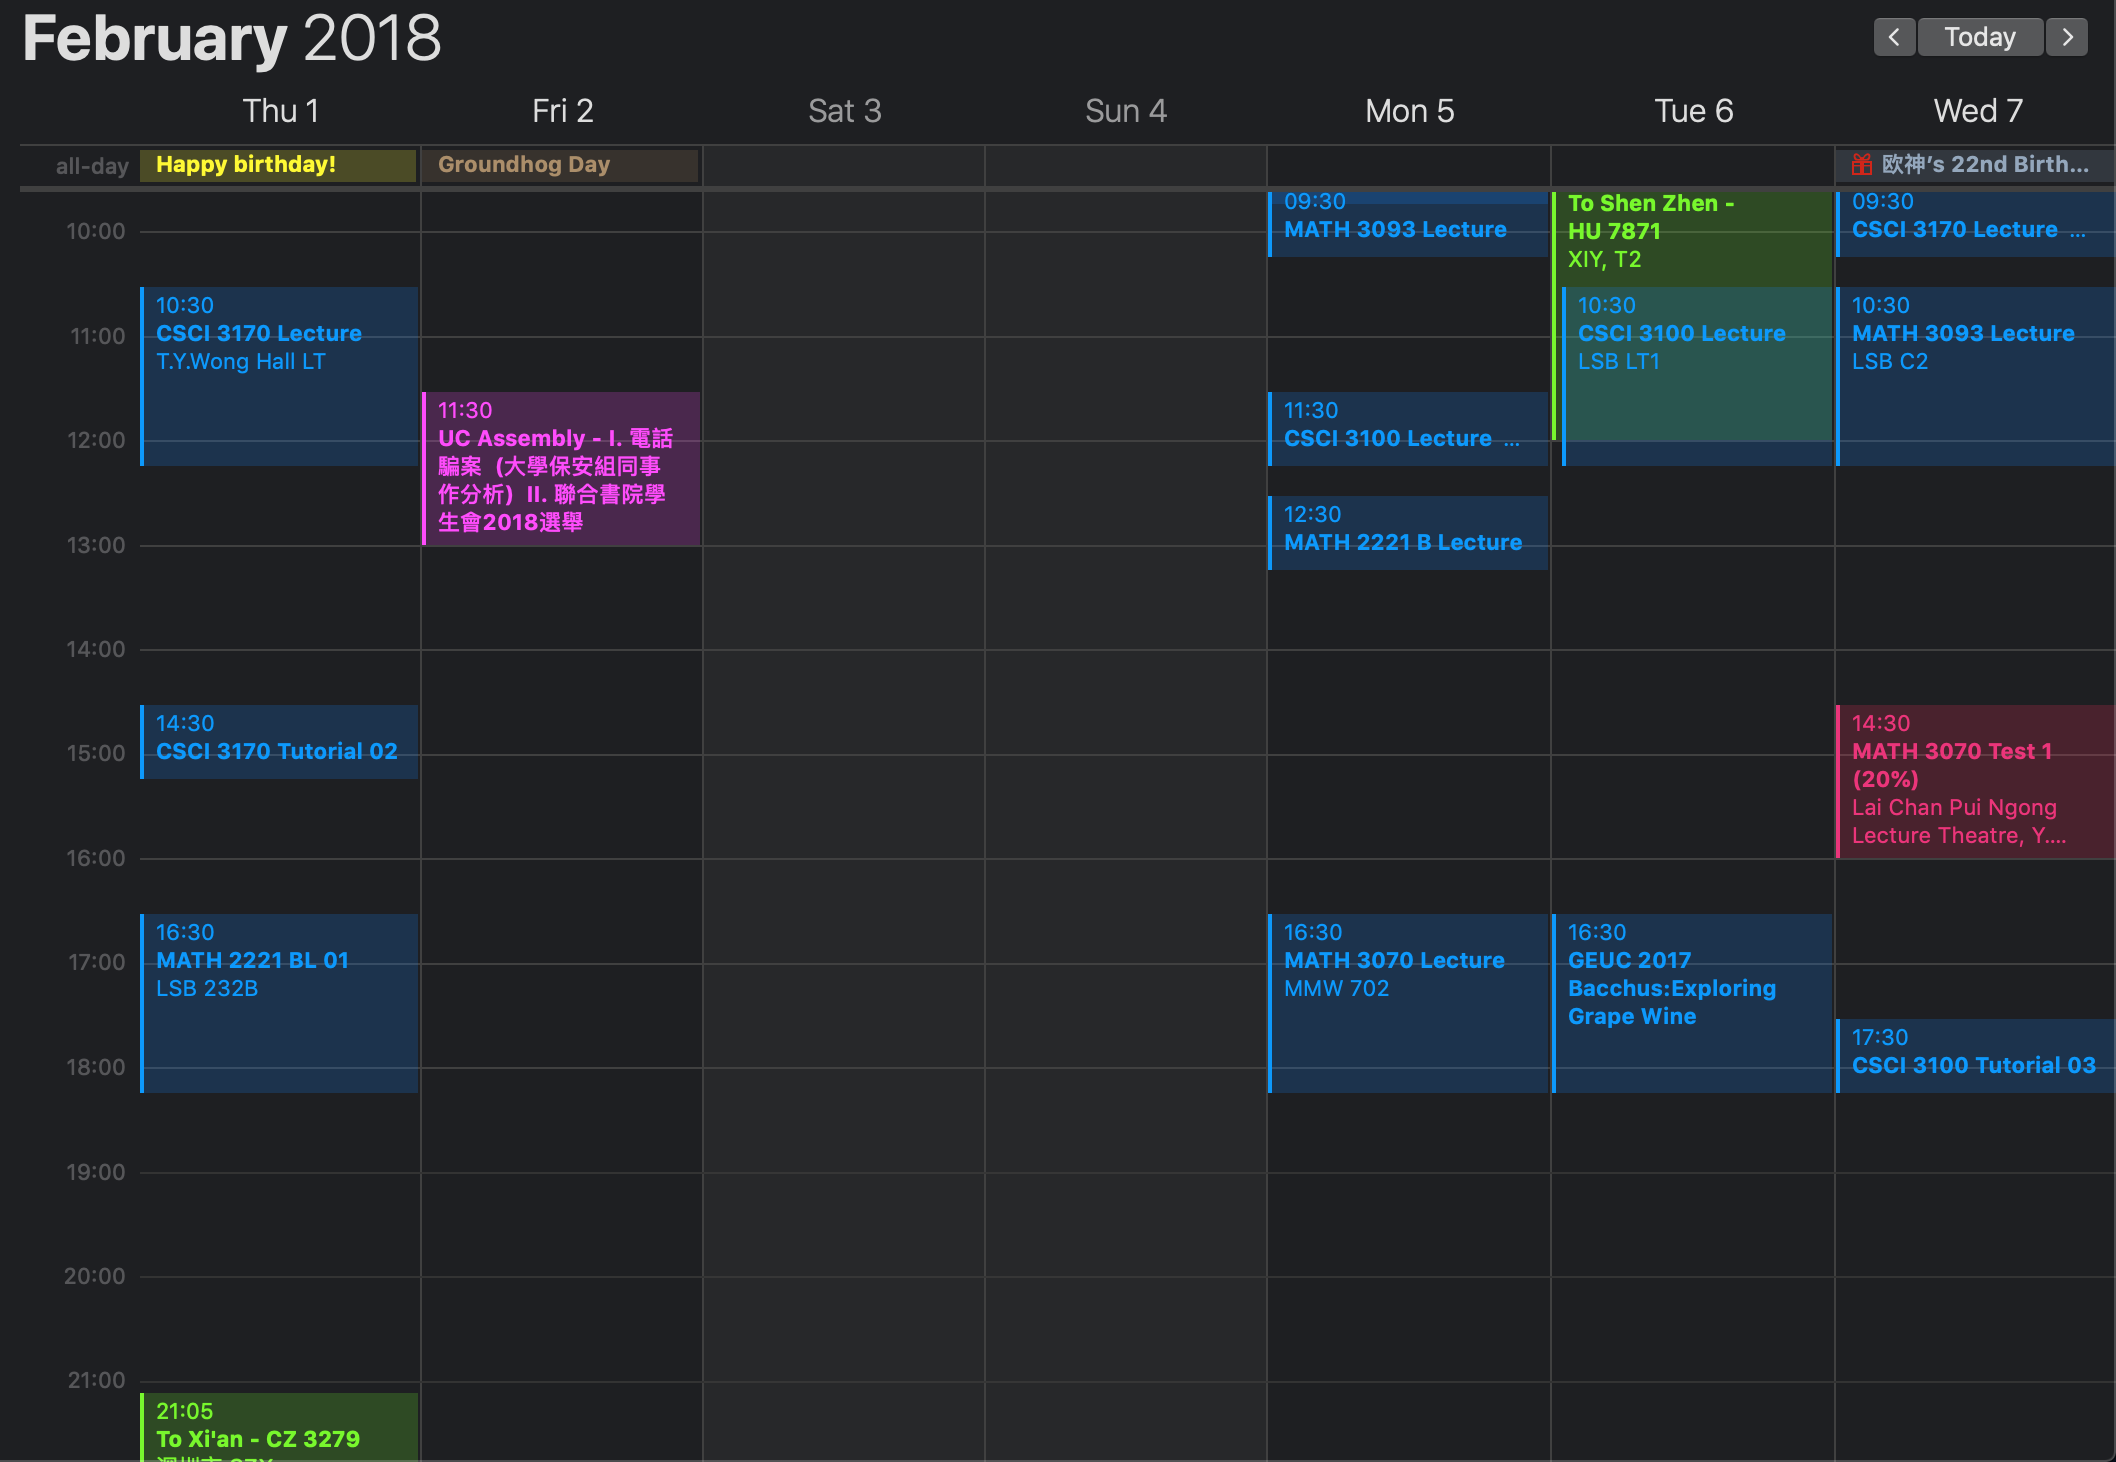 February 2018
Today
Thu 1
Fri 2
Sat 3
Sun 4
Mon 5
Tue 6
Wed 7
all-day
Happy birthday!
Groundhog Day
欧神’s 22nd Birth...
10:00
11:00
12:00
13:00
14:00
15:00
16:00
17:00
18:00
19:00
20:00
21:00
10:30
CSCI 3170 Lecture
T.Y.Wong Hall LT
14:30
CSCI 3170 Tutorial 02
16:30
MATH 2221 BL 01
LSB 232B
21:05
To Xi'an - CZ 3279
11:30
UC Assembly - I. 電話
騙案（大學保安組同事
作分析）II. 聯合書院學
生會2018選舉
09:30
MATH 3093 Lecture
11:30
CSCI 3100 Lecture ...
12:30
MATH 2221 B Lecture
16:30
MATH 3070 Lecture
MMW 702
To Shen Zhen -
HU 7871
XIY, T2
10:30
CSCI 3100 Lecture
LSB LT1
16:30
GEUC 2017
Bacchus:Exploring
Grape Wine
09:30
CSCI 3170 Lecture ...
10:30
MATH 3093 Lecture
LSB C2
14:30
MATH 3070 Test 1
(20%)
Lai Chan Pui Ngong
Lecture Theatre, Y....
17:30
CSCI 3100 Tutorial 03